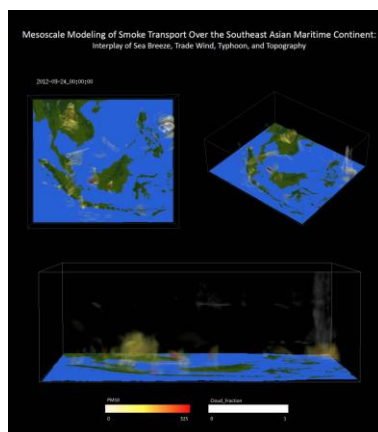 Mesoscale Modeling of Smoke Transport Over the Southeast Asian Maritime Continent:
Interplay of Sea Breeze, Trade Wind, Typhoon, and Topography
2012-09-24_00:00:00
PM10
0 325
Cloud_fraction
0 1